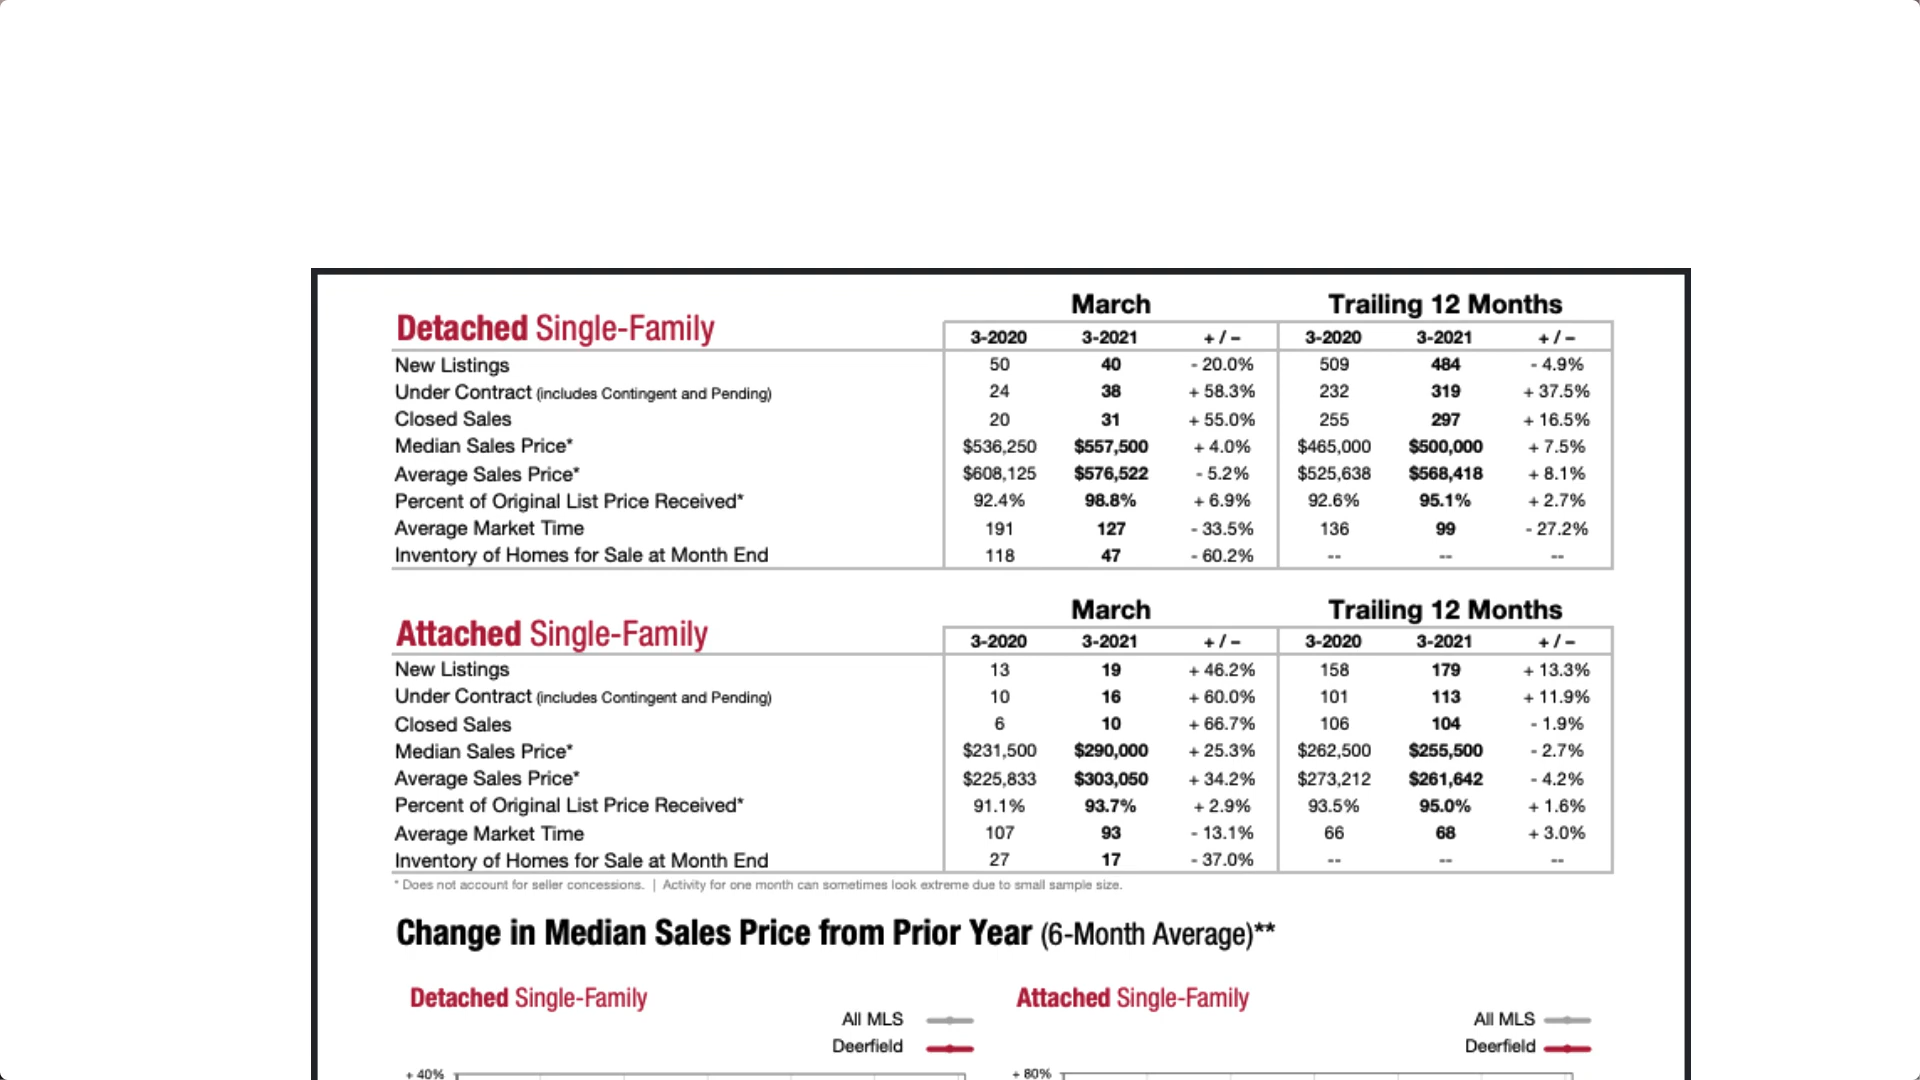 March Trailing 12 Months
Detached Single-Family
3-2020 3-2021 + / – 3-2020 3-2021 + / –
New Listings 50 40 - 20.0% 509 484 - 4.9%
Under Contract (includes Contingent and Pending) 24 38 + 58.3% 232 319 + 37.5%
Closed Sales 20 31 + 55.0% 255 297 + 16.5%
Median Sales Price* $536,250 $557,500 + 4.0% $465,000 $500,000 + 7.5%
Average Sales Price* $608,125 $576,522 - 5.2% $525,638 $568,418 + 8.1%
Percent of Original List Price Received* 92.4% 98.8% + 6.9% 92.6% 95.1% + 2.7%
Average Market Time 191 127 - 33.5% 136 99 - 27.2%
Inventory of Homes for Sale at Month End 118 47 - 60.2% -- -- --
March Trailing 12 Months
Attached Single-Family
3-2020 3-2021 + / – 3-2020 3-2021 + / –
New Listings 13 19 + 46.2% 158 179 + 13.3%
Under Contract (includes Contingent and Pending) 10 16 + 60.0% 101 113 + 11.9%
Closed Sales 6 10 + 66.7% 106 104 - 1.9%
Median Sales Price* $231,500 $290,000 + 25.3% $262,500 $255,500 - 2.7%
Average Sales Price* $225,833 $303,050 + 34.2% $273,212 $261,642 - 4.2%
Percent of Original List Price Received* 91.1% 93.7% + 2.9% 93.5% 95.0% + 1.6%
Average Market Time 107 93 - 13.1% 66 68 + 3.0%
Inventory of Homes for Sale at Month End 27 17 - 37.0% -- -- --
* Does not account for seller concessions. | Activity for one month can sometimes look extreme due to small sample size.
Change in Median Sales Price from Prior Year (6-Month Average)**
Detached Single-Family
All MLS
Deerfield
+ 40%
Attached Single-Family
All MLS
Deerfield
+ 80%